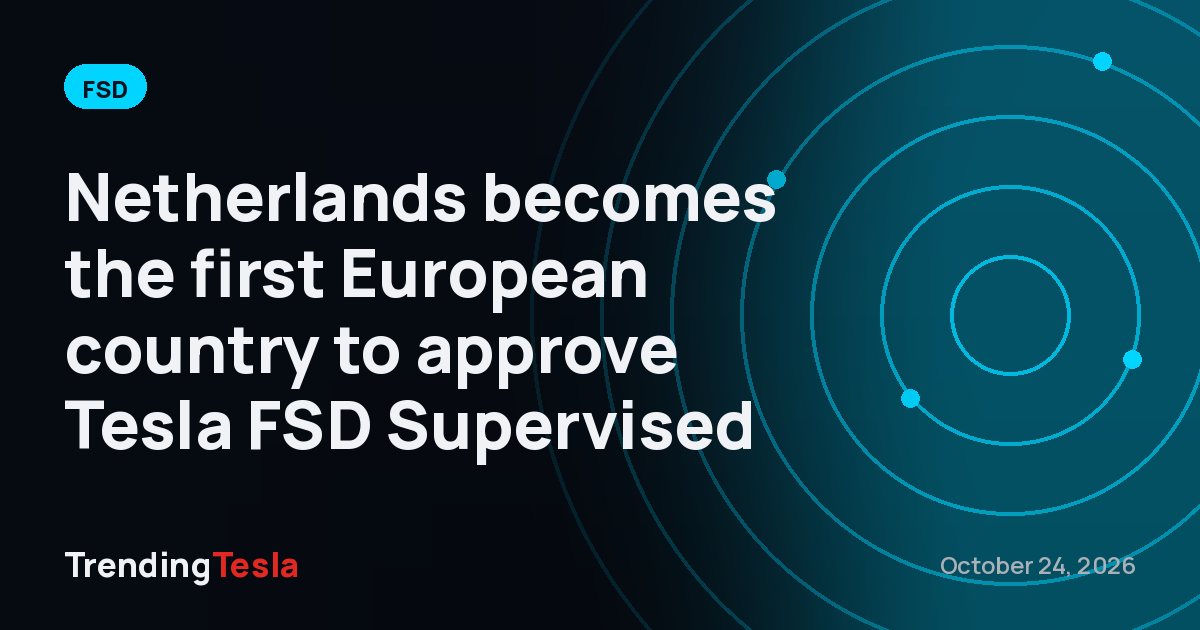 FSD
Netherlands becomes
the first European
country to approve
Tesla FSD Supervised
TrendingTesla
October 24, 2026